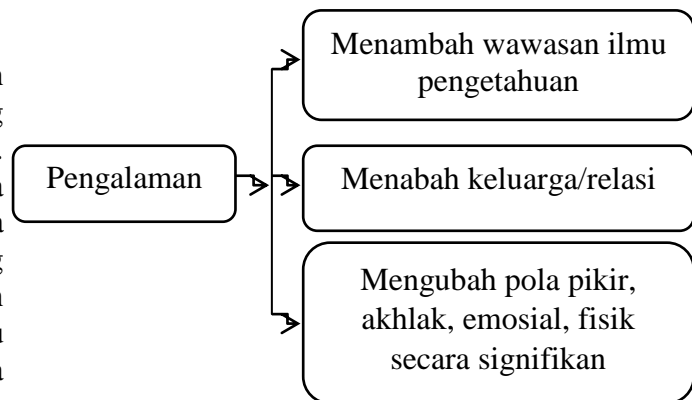 Menambah wawasan ilmu
pengetahuan
Pengalaman
Menabah keluarga/relasi
Mengubah pola pikir,
akhlak, emosial, fisik
secara signifikan